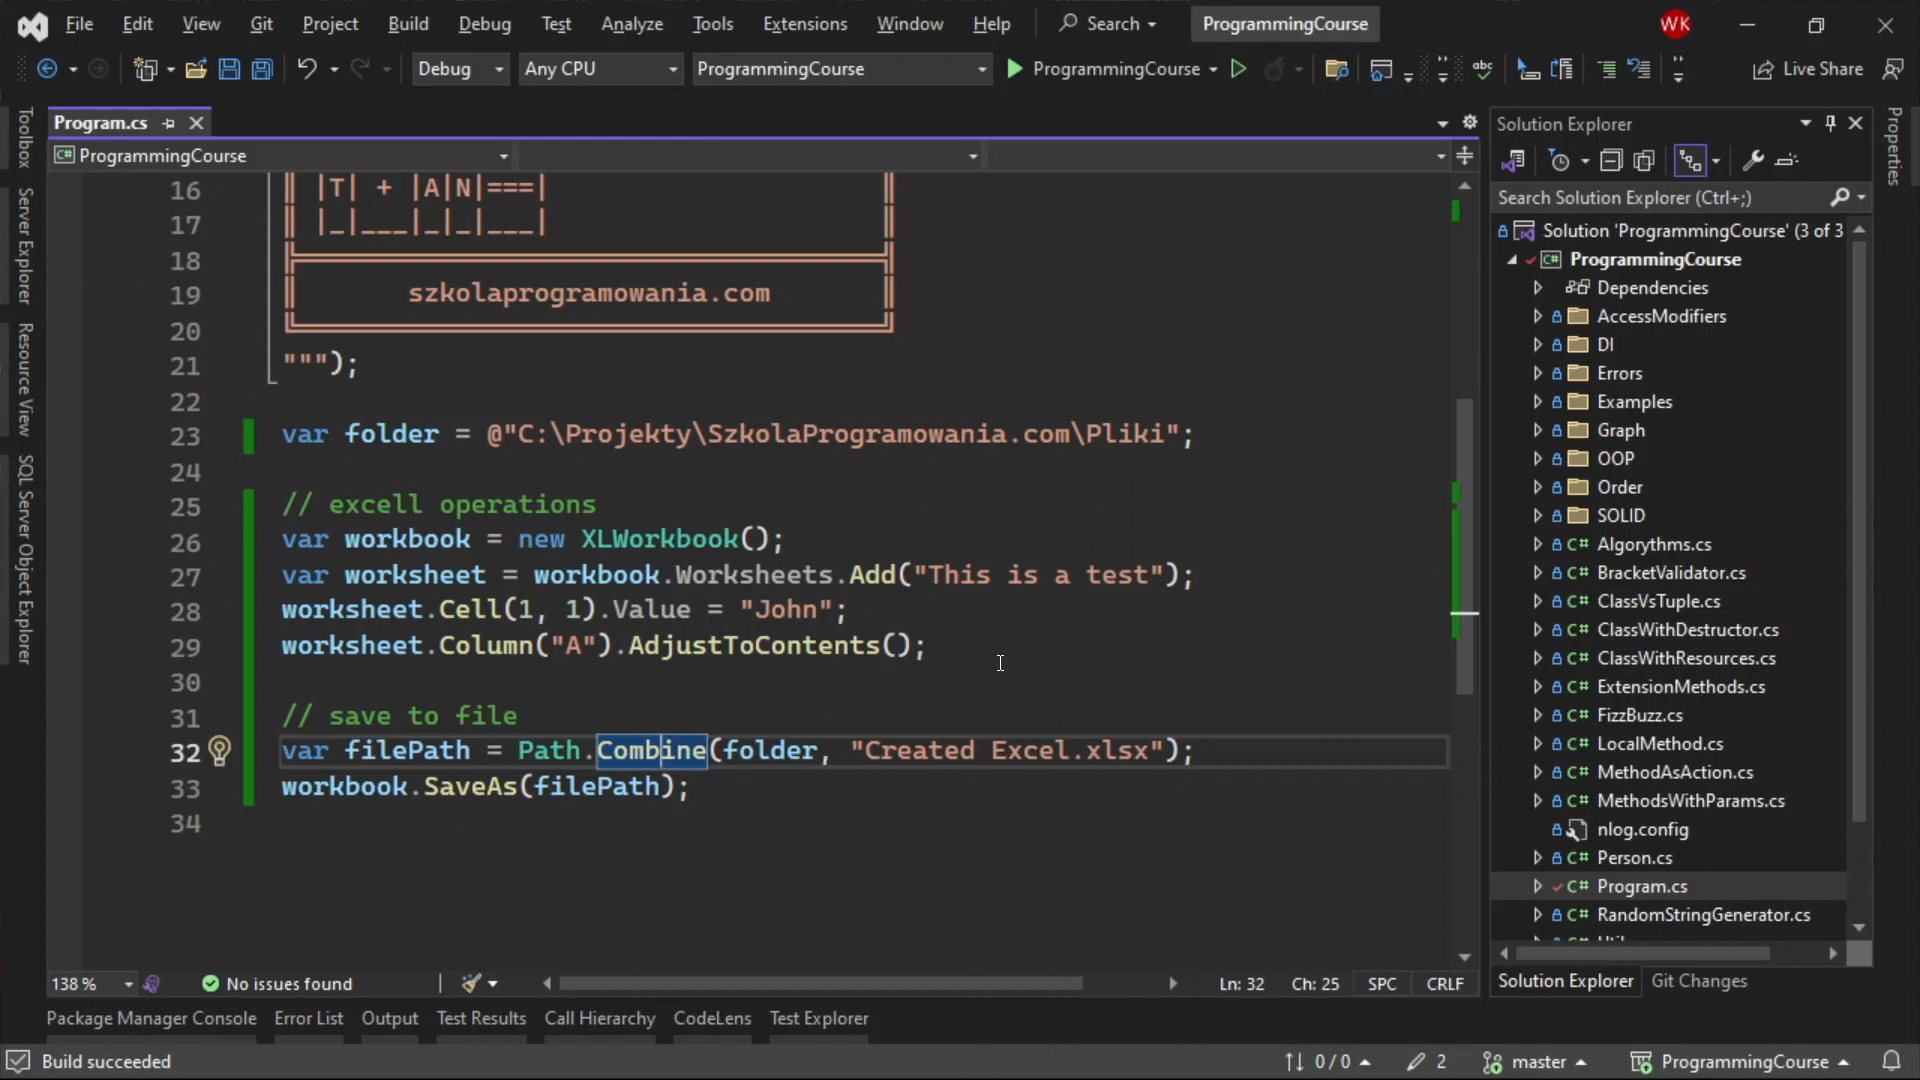 File Edit View Git Project Build Debug Test Analyze Tools Extensions Window Help Search ProgrammingCourse WK
Debug Any CPU ProgrammingCourse ProgrammingCourse abc Live Share
Toolbox
Server Explorer
Resource View
SQL Server Object Explorer
Program.cs
C# ProgrammingCourse
16 ║ |T| + |A|N|===| ║
17 ║ |_|___|_|_|___| ║
18 ╠══════════════════════════════════════╣
19 ║ szkolaprogramowania.com ║
20 ╚══════════════════════════════════════╝
21 """);
22
23 var folder = @"C:\Projekty\SzkolaProgramowania.com\Pliki";
24
25 // excell operations
26 var workbook = new XLWorkbook();
27 var worksheet = workbook.Worksheets.Add("This is a test");
28 worksheet.Cell(1, 1).Value = "John";
29 worksheet.Column("A").AdjustToContents();
30
31 // save to file
32 var filePath = Path.Combine(folder, "Created Excel.xlsx");
33 workbook.SaveAs(filePath);
34
138 % No issues found Ln: 32 Ch: 25 SPC CRLF
Package Manager Console Error List Output Test Results Call Hierarchy CodeLens Test Explorer
Solution Explorer
Search Solution Explorer (Ctrl+;)
Solution 'ProgrammingCourse' (3 of 3
C# ProgrammingCourse
Dependencies
AccessModifiers
DI
Errors
Examples
Graph
OOP
Order
SOLID
C# Algorythms.cs
C# BracketValidator.cs
C# ClassVsTuple.cs
C# ClassWithDestructor.cs
C# ClassWithResources.cs
C# ExtensionMethods.cs
C# FizzBuzz.cs
C# LocalMethod.cs
C# MethodAsAction.cs
C# MethodsWithParams.cs
nlog.config
C# Person.cs
C# Program.cs
C# RandomStringGenerator.cs
Solution Explorer Git Changes
Properties
Build succeeded 0 / 0 2 master ProgrammingCourse